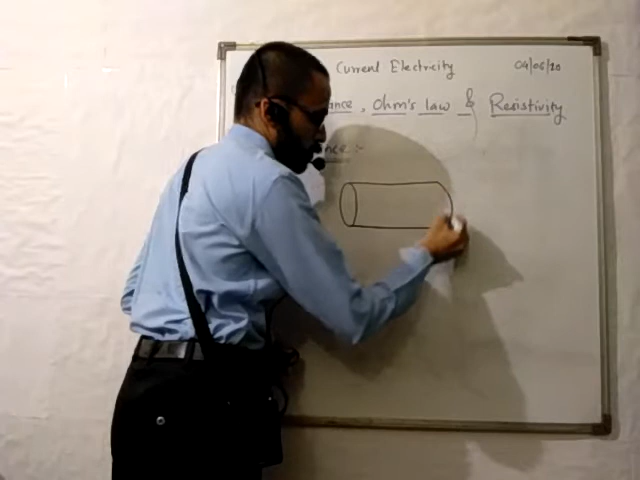 Current Electricity 04/06/20
, Ohm's law & Resistivity